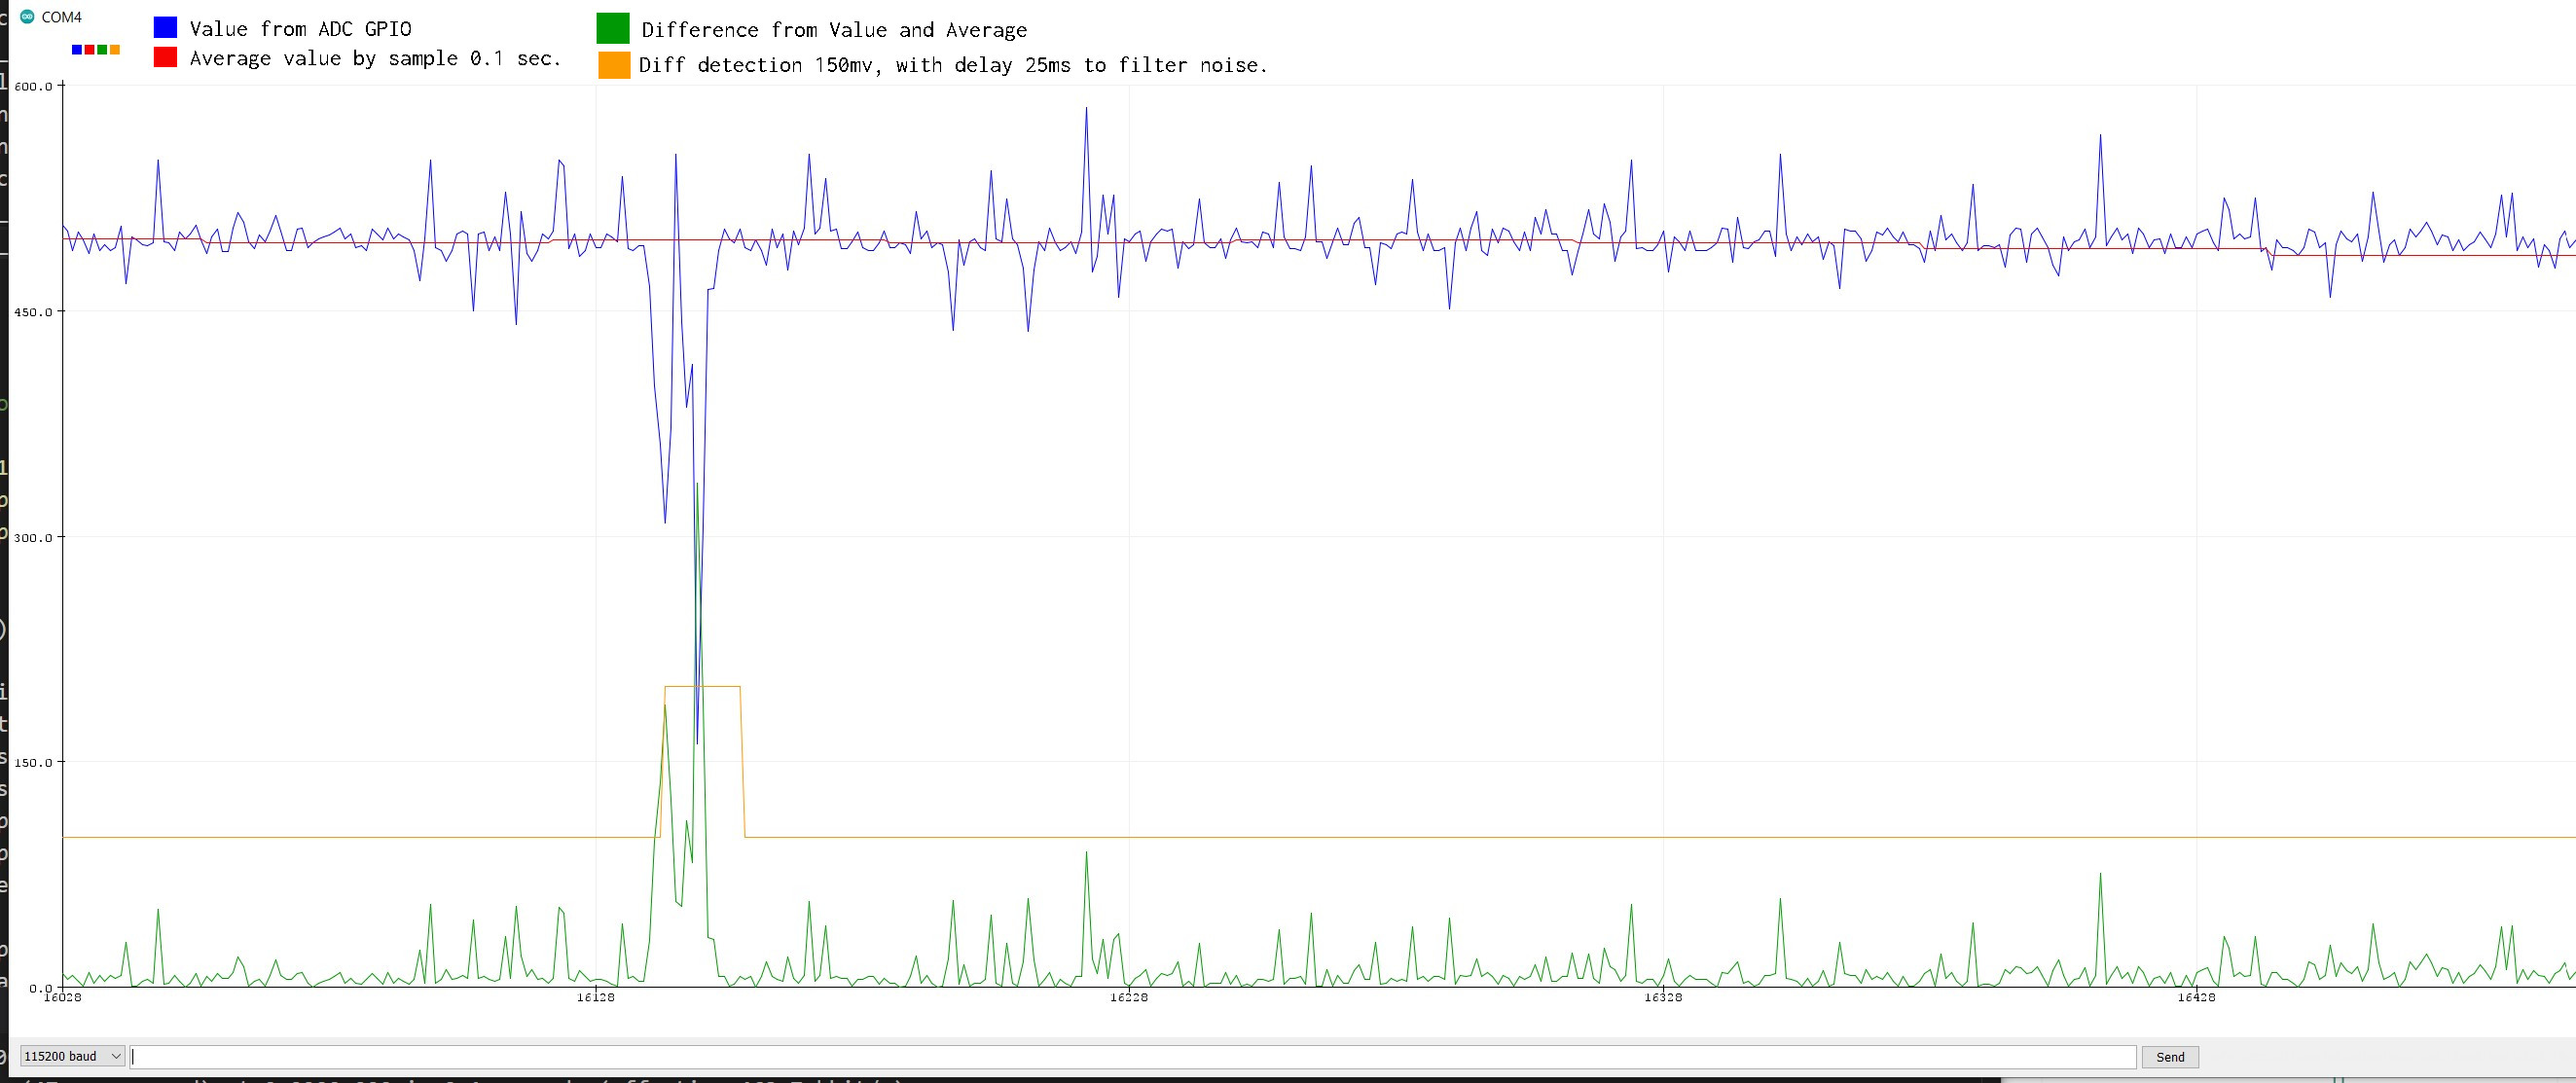 COM4
Value from ADC GPIO
Average value by sample 0.1 sec.
Difference from Value and Average
Diff detection 150mv, with delay 25ms to filter noise.
600.0
450.0
300.0
150.0
0.0
16028
16128
16228
16328
16428
115200 baud
Send